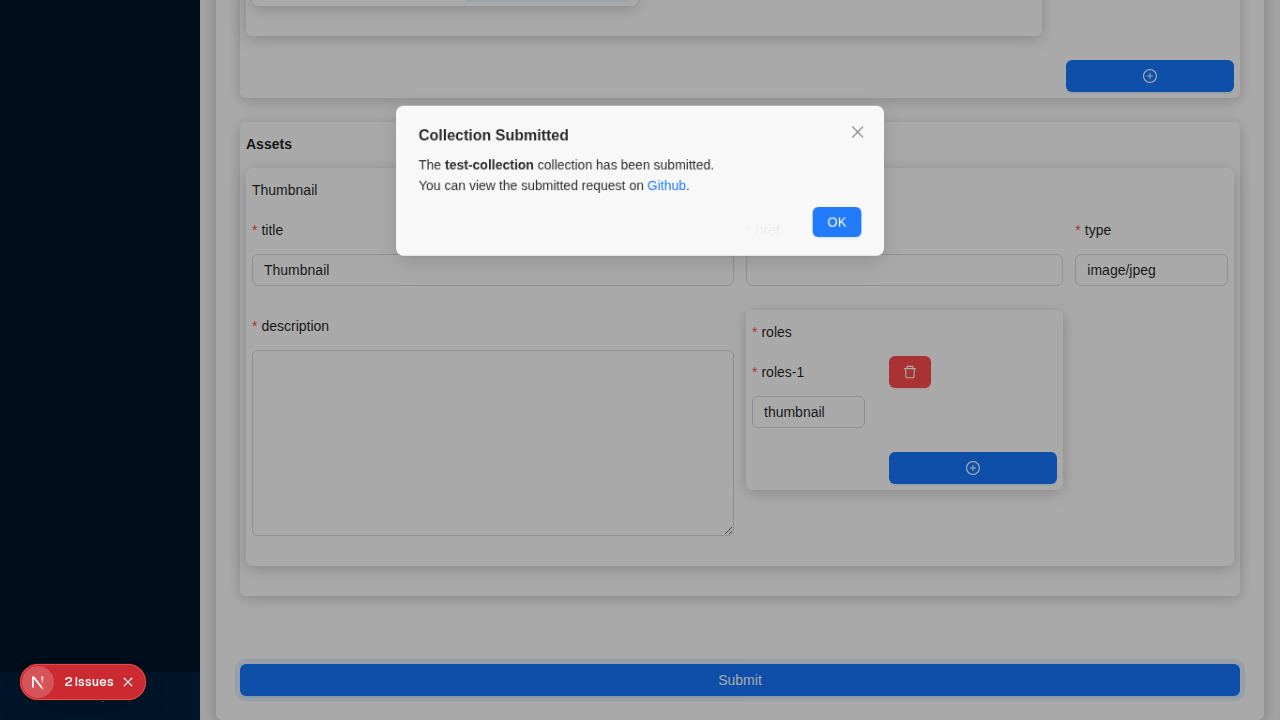 Collection Submitted
The test-collection collection has been submitted.
You can view the submitted request on Github.
OK
Assets
Thumbnail
* title
* href
* type
Thumbnail
image/jpeg
* description
* roles
* roles-1
thumbnail
Submit
N 2 Issues